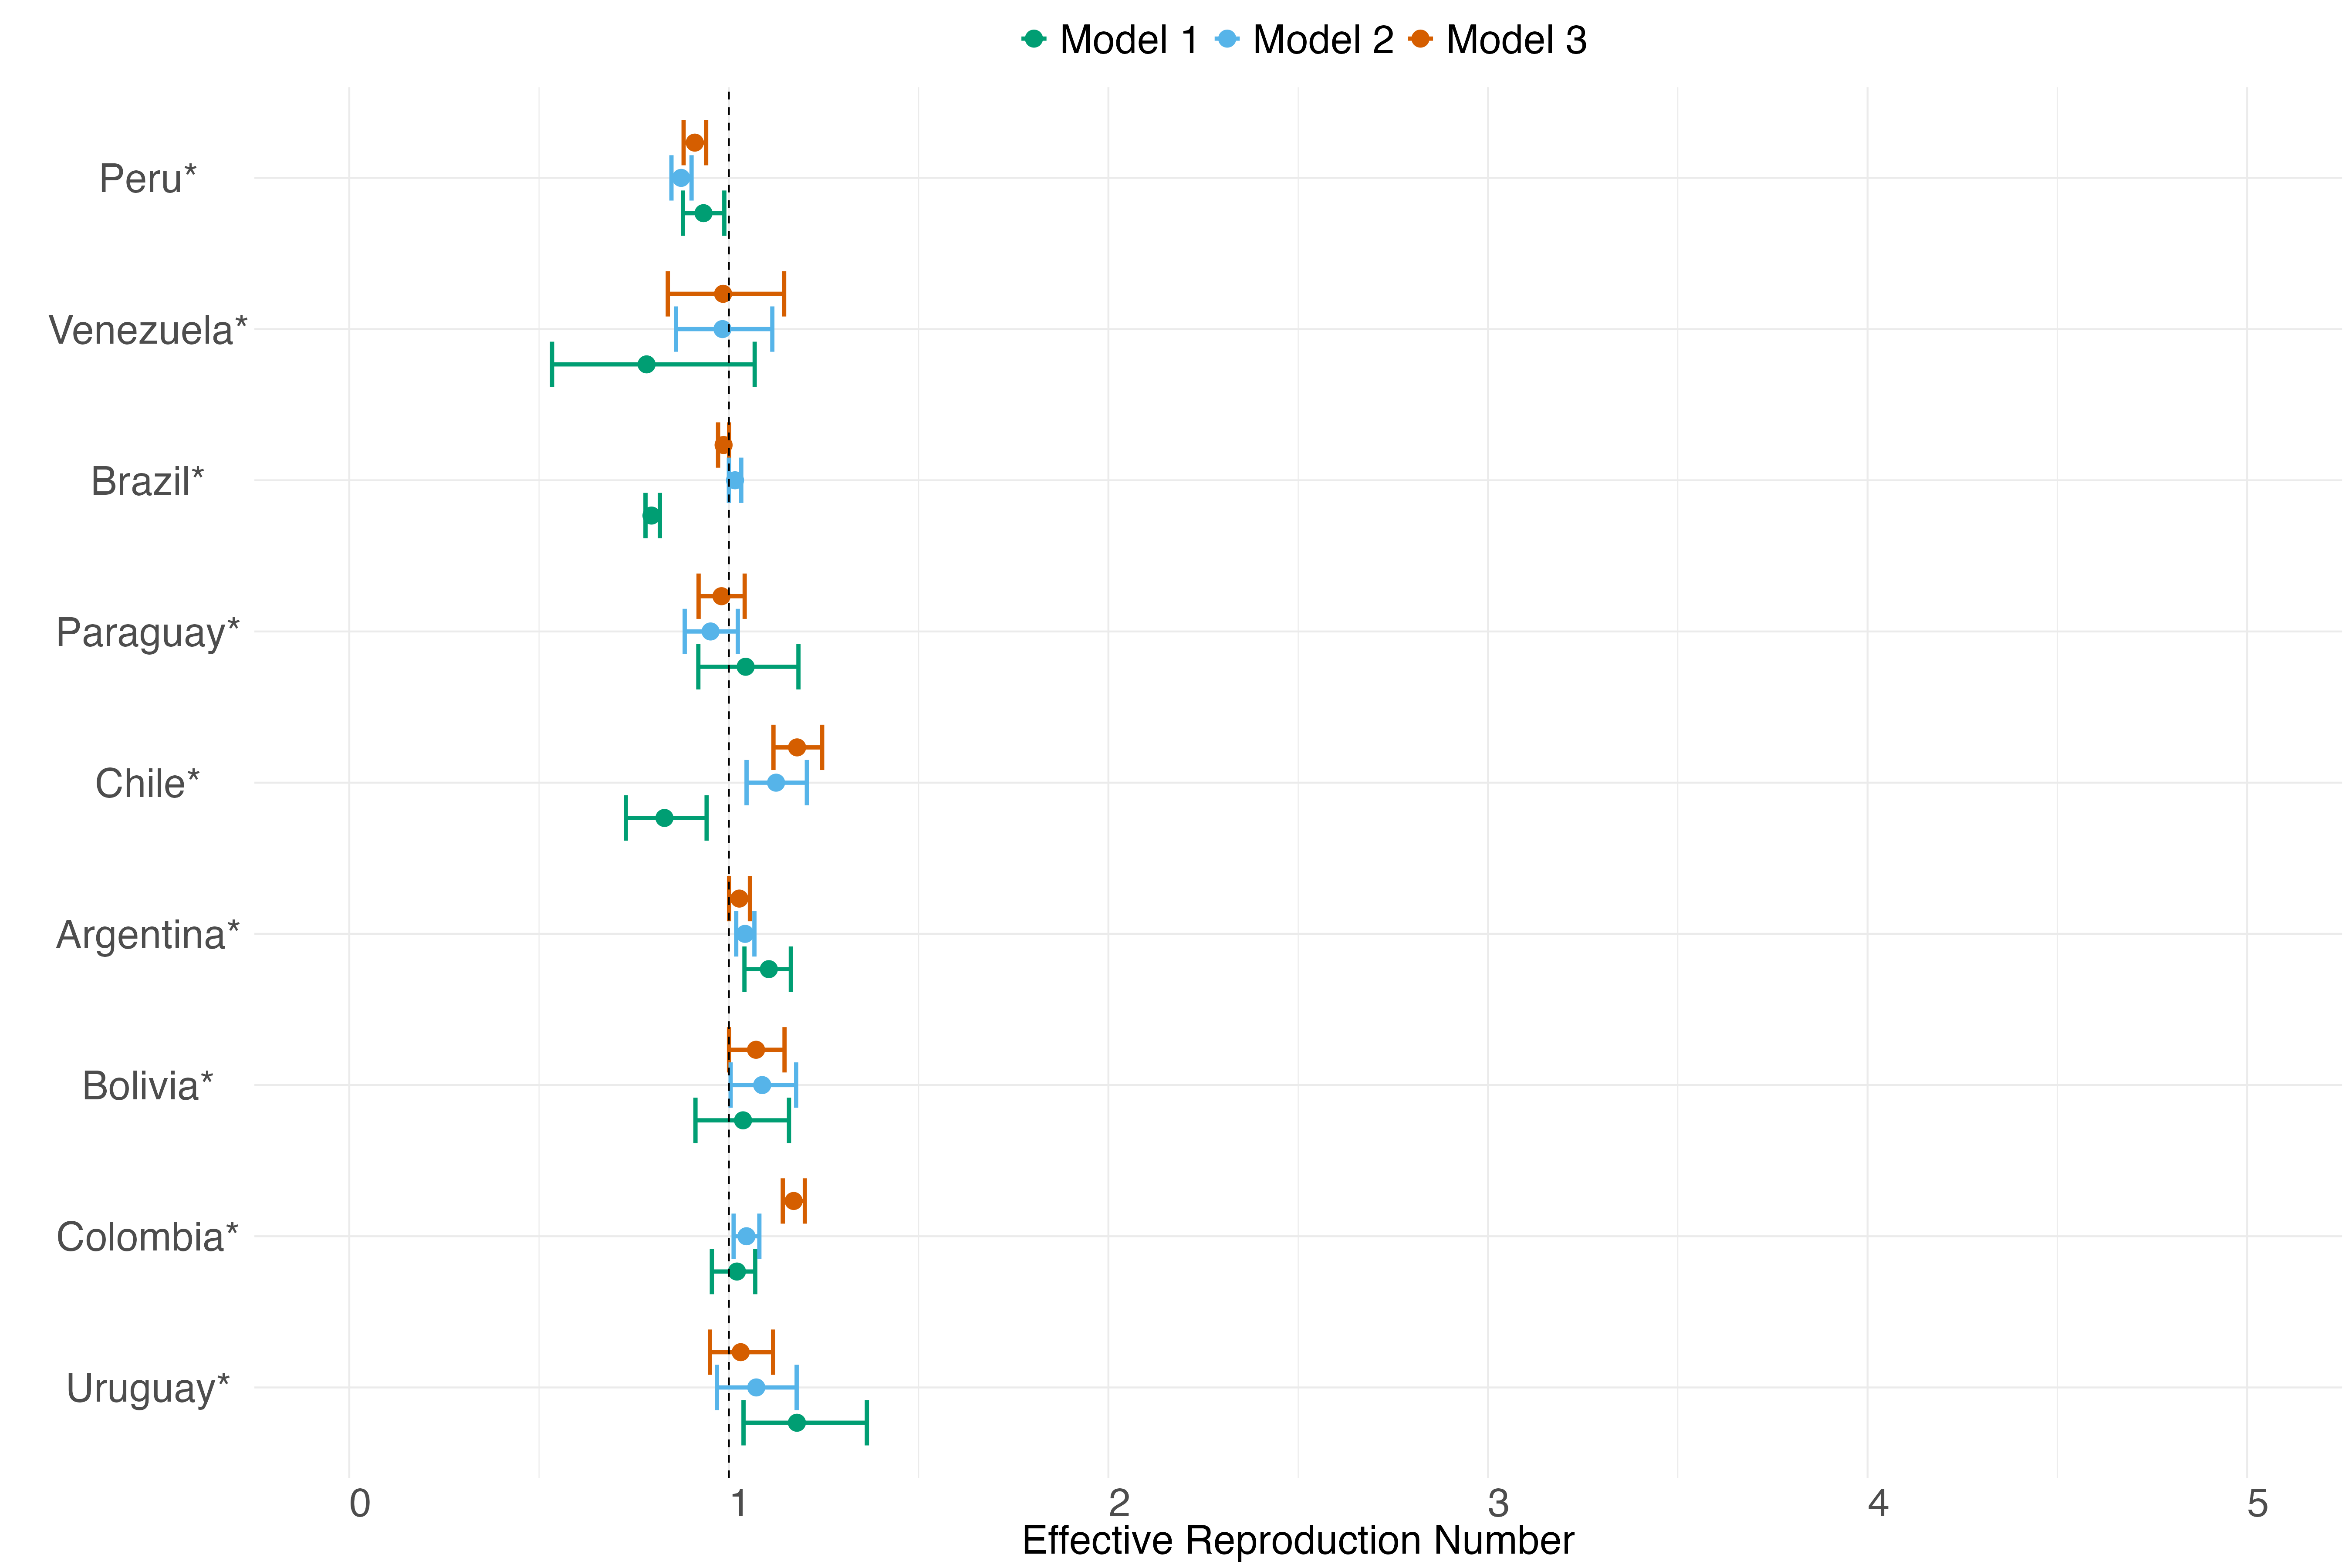 Model 1 Model 2 Model 3
Peru*
Venezuela*
Brazil*
Paraguay*
Chile*
Argentina*
Bolivia*
Colombia*
Uruguay*
0 1 2 3 4 5
Effective Reproduction Number